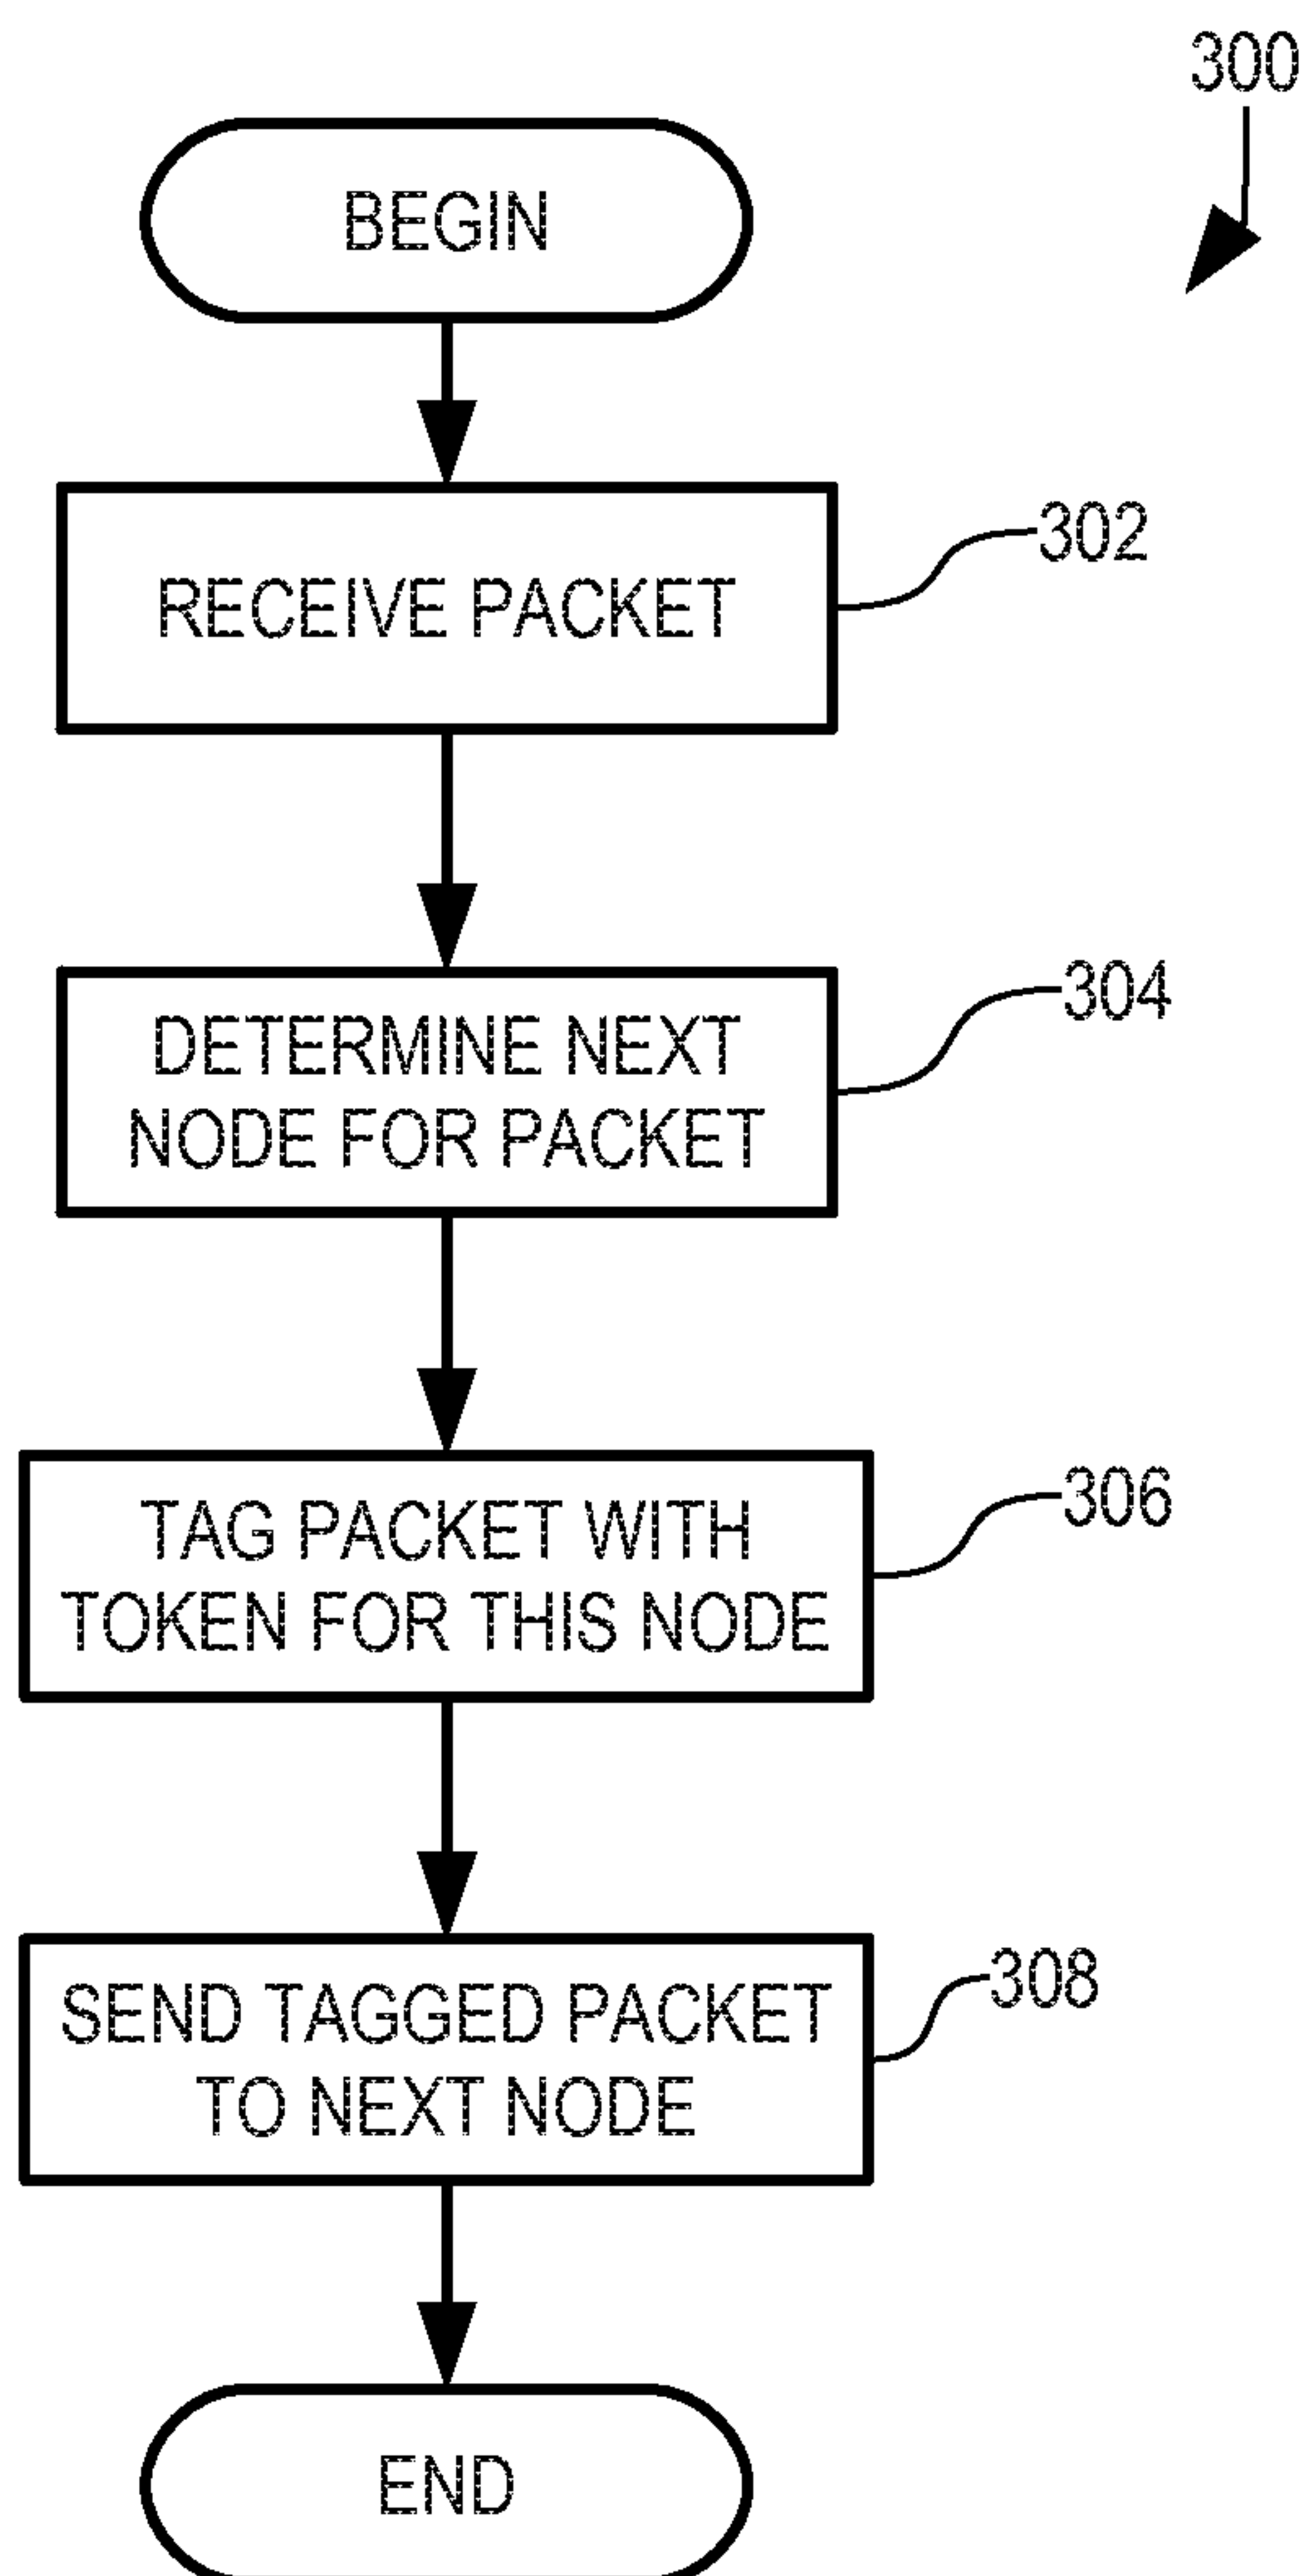 300
BEGIN
RECEIVE PACKET
302
DETERMINE NEXT
NODE FOR PACKET
304
TAG PACKET WITH
TOKEN FOR THIS NODE
306
SEND TAGGED PACKET
TO NEXT NODE
308
END